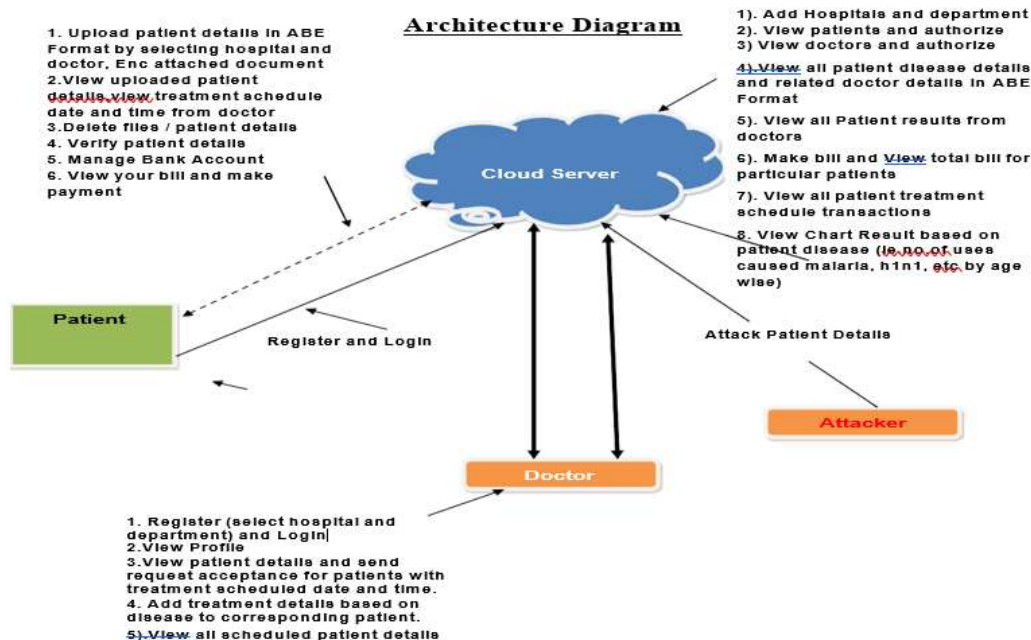 Architecture Diagram
1. Upload patient details in ABE
Format by selecting hospital and
doctor, Enc attached document
2.View uploaded patient
details,view treatment schedule
date and time from doctor
3.Delete files / patient details
4. Verify patient details
5. Manage Bank Account
6. View your bill and make
payment
1). Add Hospitals and department
2). View patients and authorize
3) View doctors and authorize
4).View all patient disease details
and related doctor details in ABE
Format
5). View all Patient results from
doctors
6). Make bill and View total bill for
particular patients
7). View all patient treatment
schedule transactions
8. View Chart Result based on
patient disease (ie no of uses
caused malaria, h1n1, etc by age
wise)
Cloud Server
Patient
Register and Login
Attack Patient Details
Attacker
Doctor
1. Register (select hospital and
department) and Login
2.View Profile
3.View patient details and send
request acceptance for patients with
treatment scheduled date and time.
4. Add treatment details based on
disease to corresponding patient.
5).View all scheduled patient details